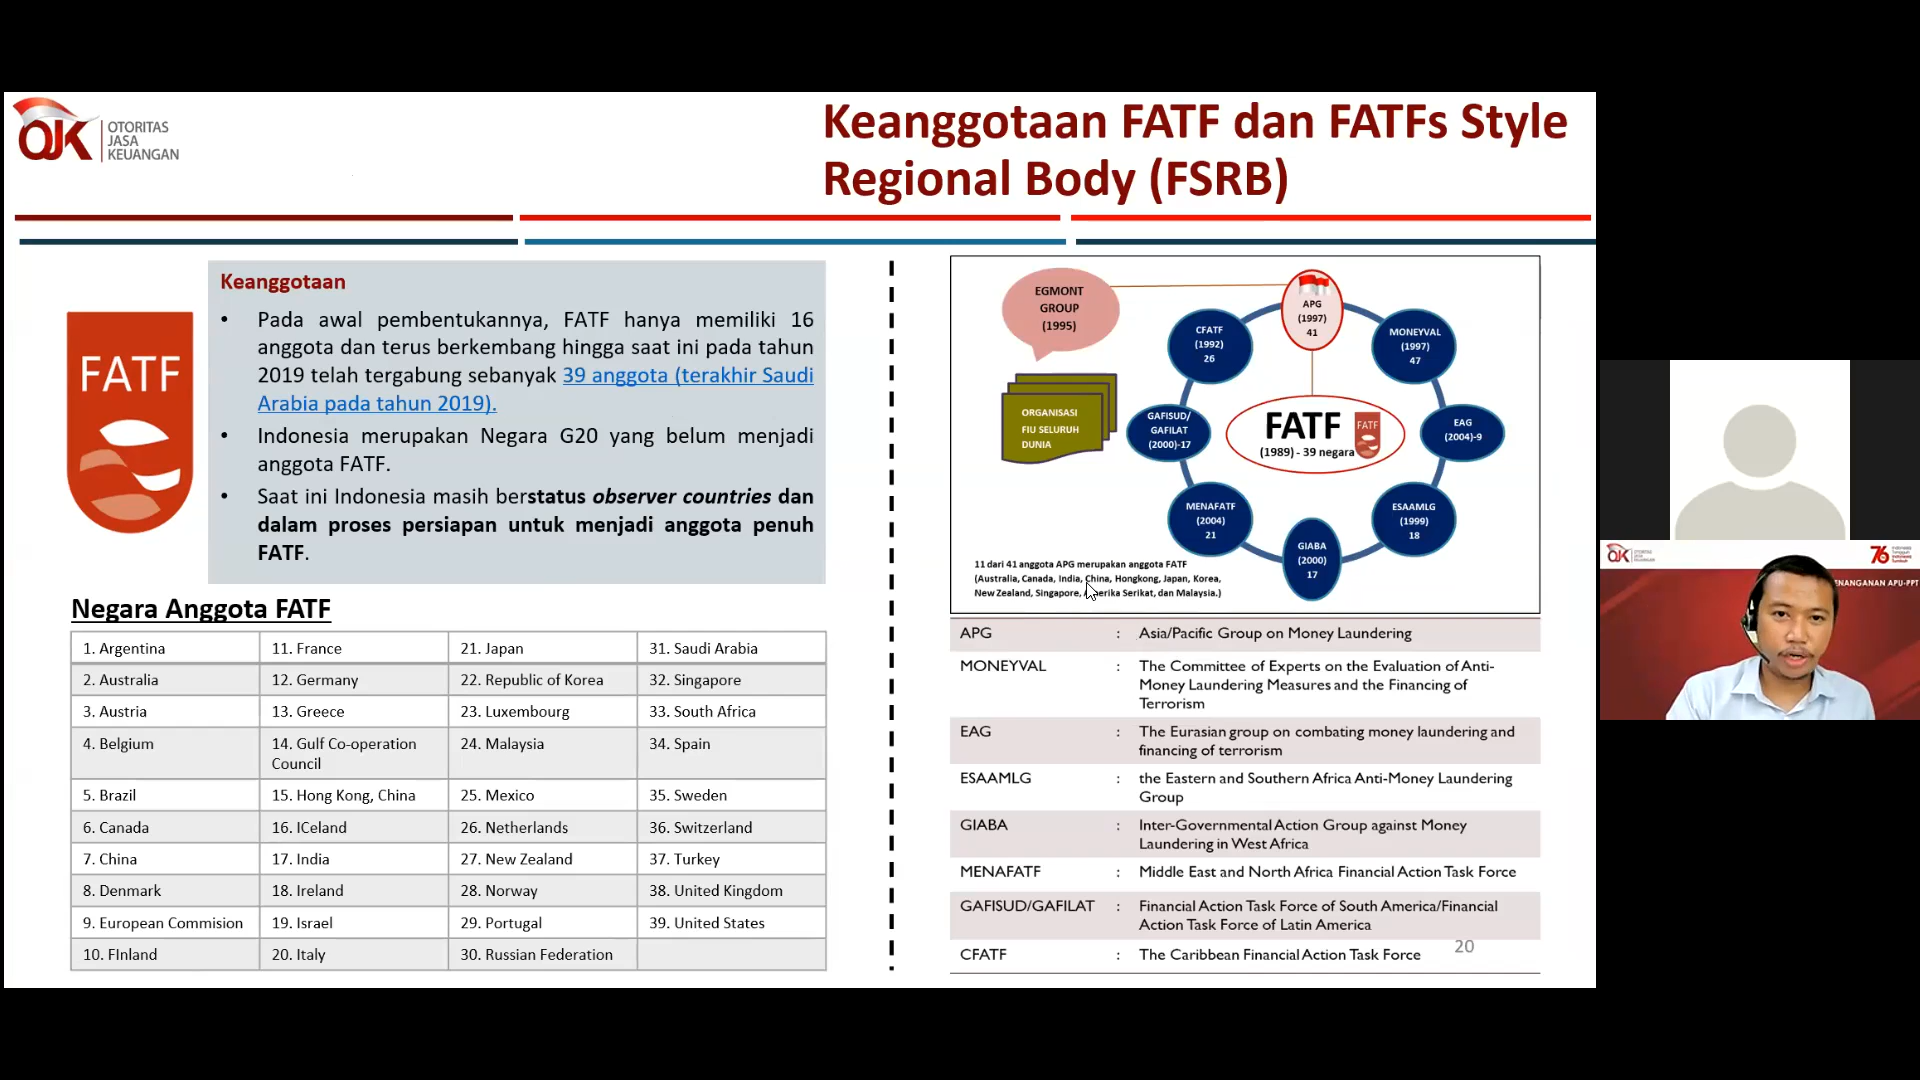 OJK
OTORITAS
JASA
KEUANGAN
Keanggotaan FATF dan FATFs Style
Regional Body (FSRB)
FATF
Keanggotaan
• Pada awal pembentukannya, FATF hanya memiliki 16
anggota dan terus berkembang hingga saat ini pada tahun
2019 telah tergabung sebanyak 39 anggota (terakhir Saudi
Arabia pada tahun 2019).
• Indonesia merupakan Negara G20 yang belum menjadi
anggota FATF.
• Saat ini Indonesia masih berstatus observer countries dan
dalam proses persiapan untuk menjadi anggota penuh
FATF.
Negara Anggota FATF
1. Argentina
11. France
21. Japan
31. Saudi Arabia
2. Australia
12. Germany
22. Republic of Korea
32. Singapore
3. Austria
13. Greece
23. Luxembourg
33. South Africa
4. Belgium
14. Gulf Co-operation
Council
24. Malaysia
34. Spain
5. Brazil
15. Hong Kong, China
25. Mexico
35. Sweden
6. Canada
16. ICeland
26. Netherlands
36. Switzerland
7. China
17. India
27. New Zealand
37. Turkey
8. Denmark
18. Ireland
28. Norway
38. United Kingdom
9. European Commision
19. Israel
29. Portugal
39. United States
10. FInland
20. Italy
30. Russian Federation
EGMONT
GROUP
(1995)
ORGANISASI
FIU SELURUH
DUNIA
APG
(1997)
41
CFATF
(1992)
26
MONEYVAL
(1997)
47
GAFISUD/
GAFILAT
(2000)-17
FATF
FATF
(1989) - 39 negara
EAG
(2004)-9
MENAFATF
(2004)
21
ESAAMLG
(1999)
18
GIABA
(2000)
17
11 dari 41 anggota APG merupakan anggota FATF
(Australia, Canada, India, China, Hongkong, Japan, Korea,
New Zealand, Singapore, Amerika Serikat, dan Malaysia.)
APG : Asia/Pacific Group on Money Laundering
MONEYVAL : The Committee of Experts on the Evaluation of Anti-
Money Laundering Measures and the Financing of
Terrorism
EAG : The Eurasian group on combating money laundering and
financing of terrorism
ESAAMLG : the Eastern and Southern Africa Anti-Money Laundering
Group
GIABA : Inter-Governmental Action Group against Money
Laundering in West Africa
MENAFATF : Middle East and North Africa Financial Action Task Force
GAFISUD/GAFILAT : Financial Action Task Force of South America/Financial
Action Task Force of Latin America
CFATF : The Caribbean Financial Action Task Force
20
OJK
76
ENANGANAN APU-PPT